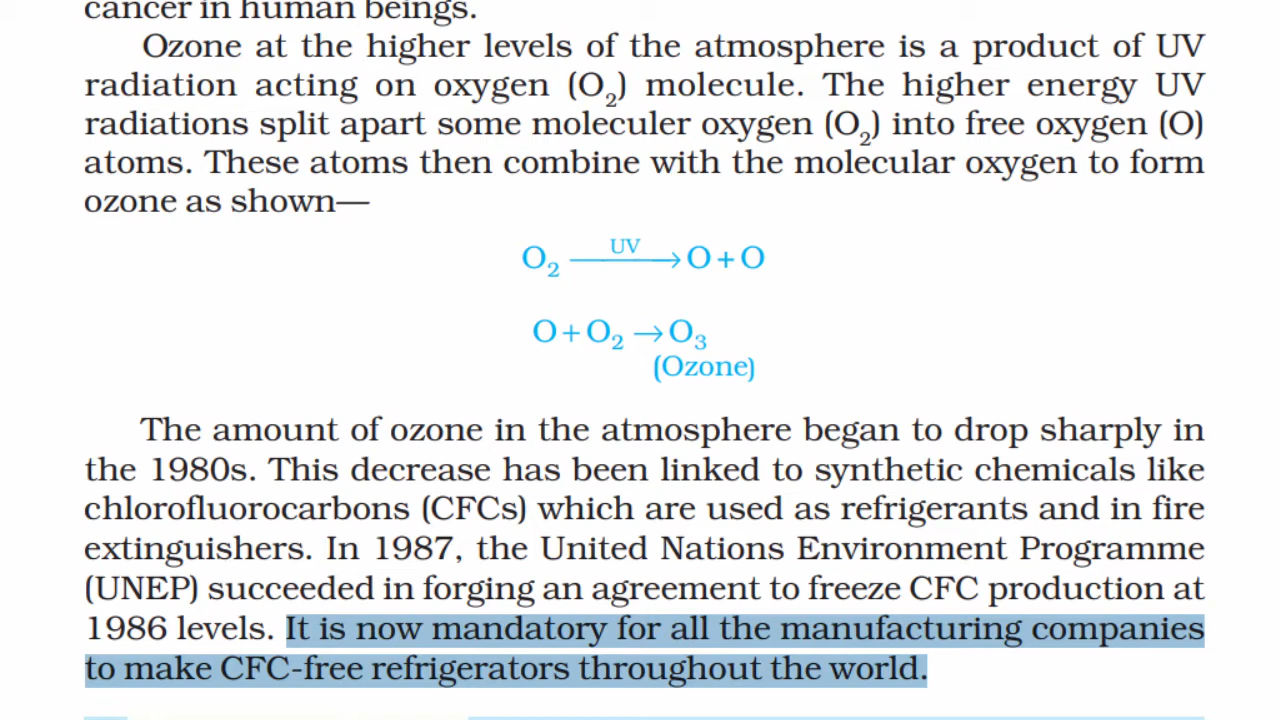 cancer in human beings.
Ozone at the higher levels of the atmosphere is a product of UV
radiation acting on oxygen (O₂) molecule. The higher energy UV
radiations split apart some moleculer oxygen (O₂) into free oxygen (O)
atoms. These atoms then combine with the molecular oxygen to form
ozone as shown—
UV
O₂ ⟶ O + O
O + O₂ → O₃
(Ozone)
The amount of ozone in the atmosphere began to drop sharply in
the 1980s. This decrease has been linked to synthetic chemicals like
chlorofluorocarbons (CFCs) which are used as refrigerants and in fire
extinguishers. In 1987, the United Nations Environment Programme
(UNEP) succeeded in forging an agreement to freeze CFC production at
1986 levels. It is now mandatory for all the manufacturing companies
to make CFC-free refrigerators throughout the world.